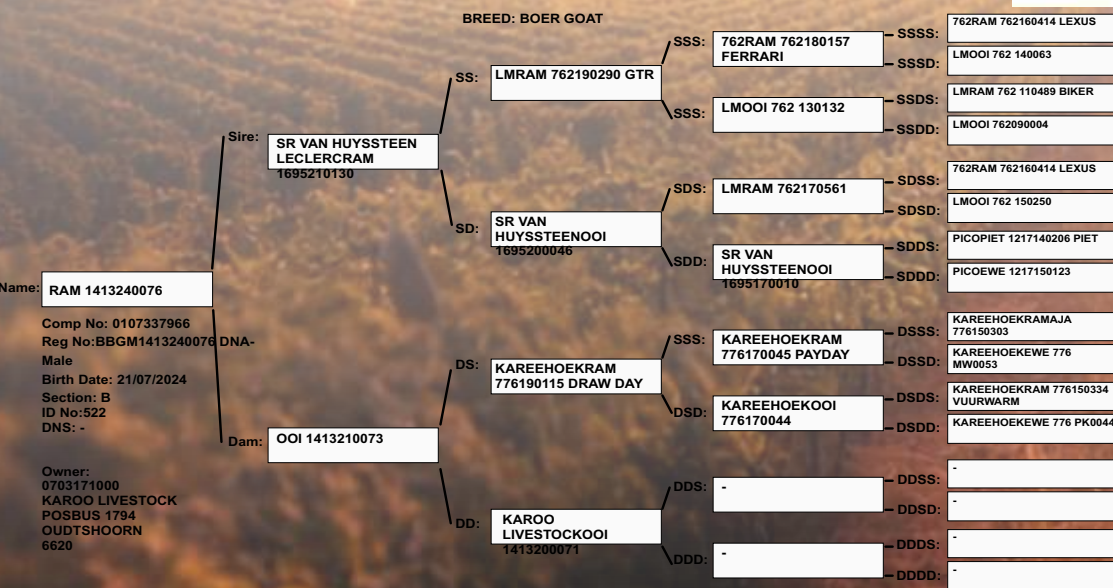 BREED: BOER GOAT
Name:
RAM 1413240076
Comp No: 0107337966
Reg No:BBGM1413240076 DNA-
Male
Birth Date: 21/07/2024
Section: B
ID No:522
DNS: -
Owner:
0703171000
KAROO LIVESTOCK
POSBUS 1794
OUDTSHOORN
6620
Sire:
SR VAN HUYSSTEEN
LECLERCRAM
1695210130
Dam:
OOI 1413210073
SS:
LMRAM 762190290 GTR
SD:
SR VAN
HUYSSTEENOOI
1695200046
DS:
KAREEHOEKRAM
776190115 DRAW DAY
DD:
KAROO
LIVESTOCKOOI
1413200071
SSS:
762RAM 762180157
FERRARI
SSS:
LMOOI 762 130132
SDS:
LMRAM 762170561
SDD:
SR VAN
HUYSSTEENOOI
1695170010
SSS:
KAREEHOEKRAM
776170045 PAYDAY
DSD:
KAREEHOEKOOI
776170044
DDS:
-
DDD:
-
SSSS:
762RAM 762160414 LEXUS
SSSD:
LMOOI 762 140063
SSDS:
LMRAM 762 110489 BIKER
SSDD:
LMOOI 762090004
SDSS:
762RAM 762160414 LEXUS
SDSD:
LMOOI 762 150250
SDDS:
PICOPIET 1217140206 PIET
SDDD:
PICOEWE 1217150123
DSSS:
KAREEHOEKRAMAJA
776150303
DSSD:
KAREEHOEKEWE 776
MW0053
DSDS:
KAREEHOEKRAM 776150334
VUURWARM
DSDD:
KAREEHOEKEWE 776 PK0044
DDSS:
-
DDSD:
-
DDDS:
-
DDDD:
-